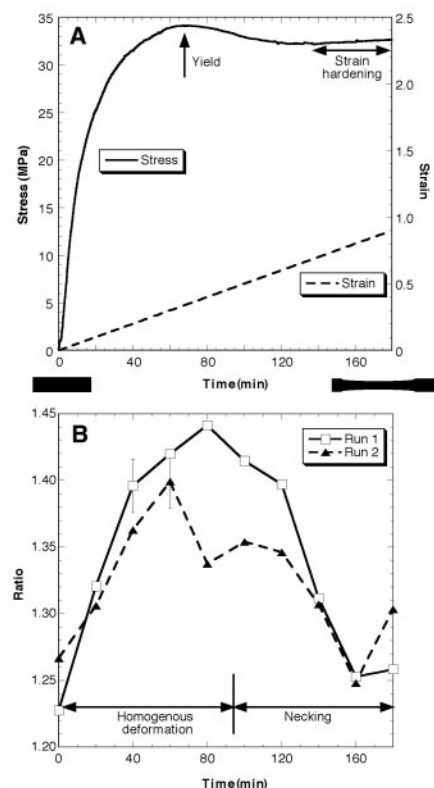 A
35
30
25
20
15
10
5
0
Stress (MPa)
Yield
Strain
hardening
Stress
Strain
2.5
2.0
1.5
1.0
0.5
0
Strain
0 40 80 120 160
Time(min)
B
1.45
1.40
1.35
1.30
1.25
1.20
Ratio
Run 1
Run 2
Homogenous
deformation
Necking
0 40 80 120 160
Time(min)